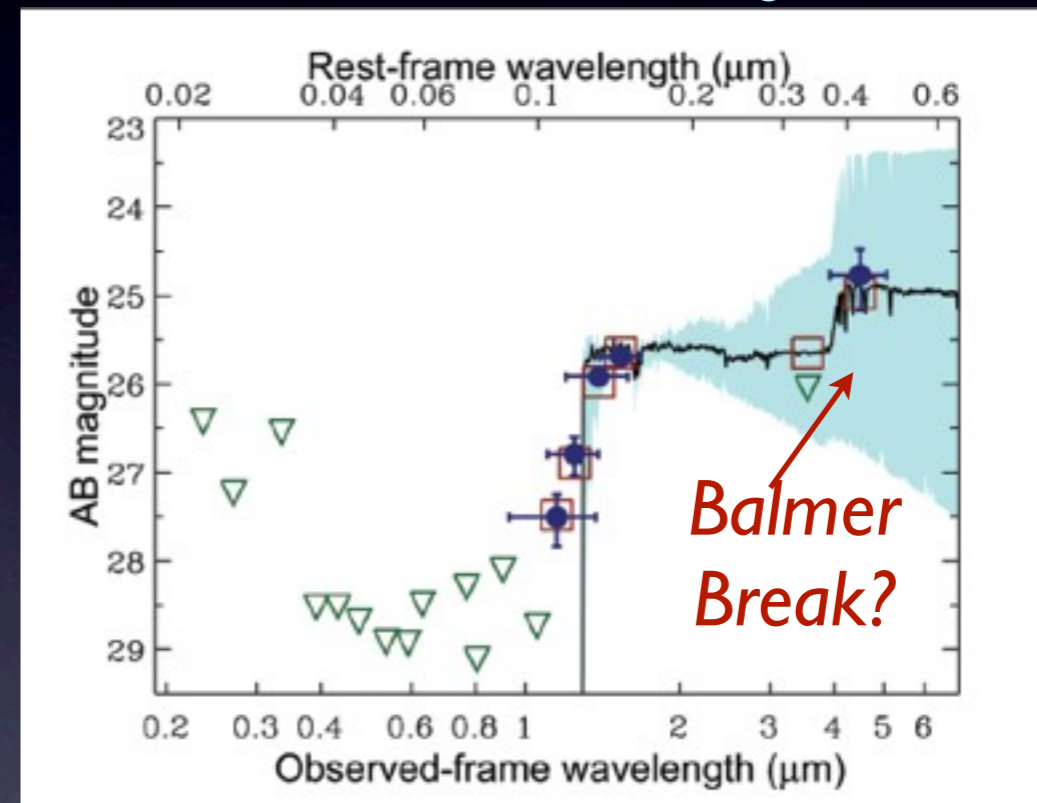 Rest-frame wavelength (μm)
0.02 0.04 0.06 0.1 0.2 0.3 0.4 0.6
23
24
25
26
27
28
29
AB magnitude
Balmer
Break?
0.2 0.3 0.4 0.6 0.8 1 2 3 4 5 6
Observed-frame wavelength (μm)